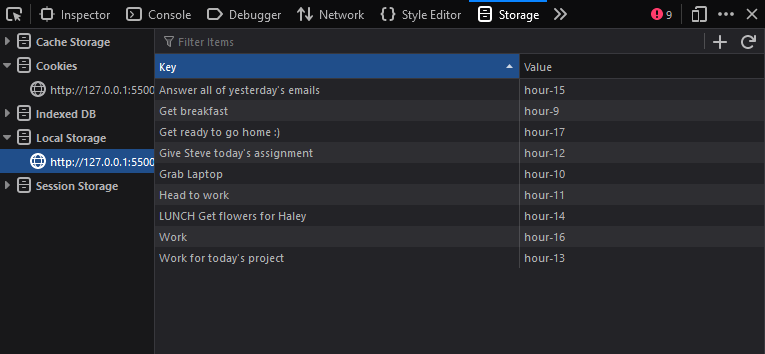 Inspector Console Debugger Network Style Editor Storage 9
Cache Storage
Cookies
http://127.0.0.1:5500
Indexed DB
Local Storage
http://127.0.0.1:5500
Session Storage
Filter Items
Key Value
Answer all of yesterday's emails hour-15
Get breakfast hour-9
Get ready to go home :) hour-17
Give Steve today's assignment hour-12
Grab Laptop hour-10
Head to work hour-11
LUNCH Get flowers for Haley hour-14
Work hour-16
Work for today's project hour-13